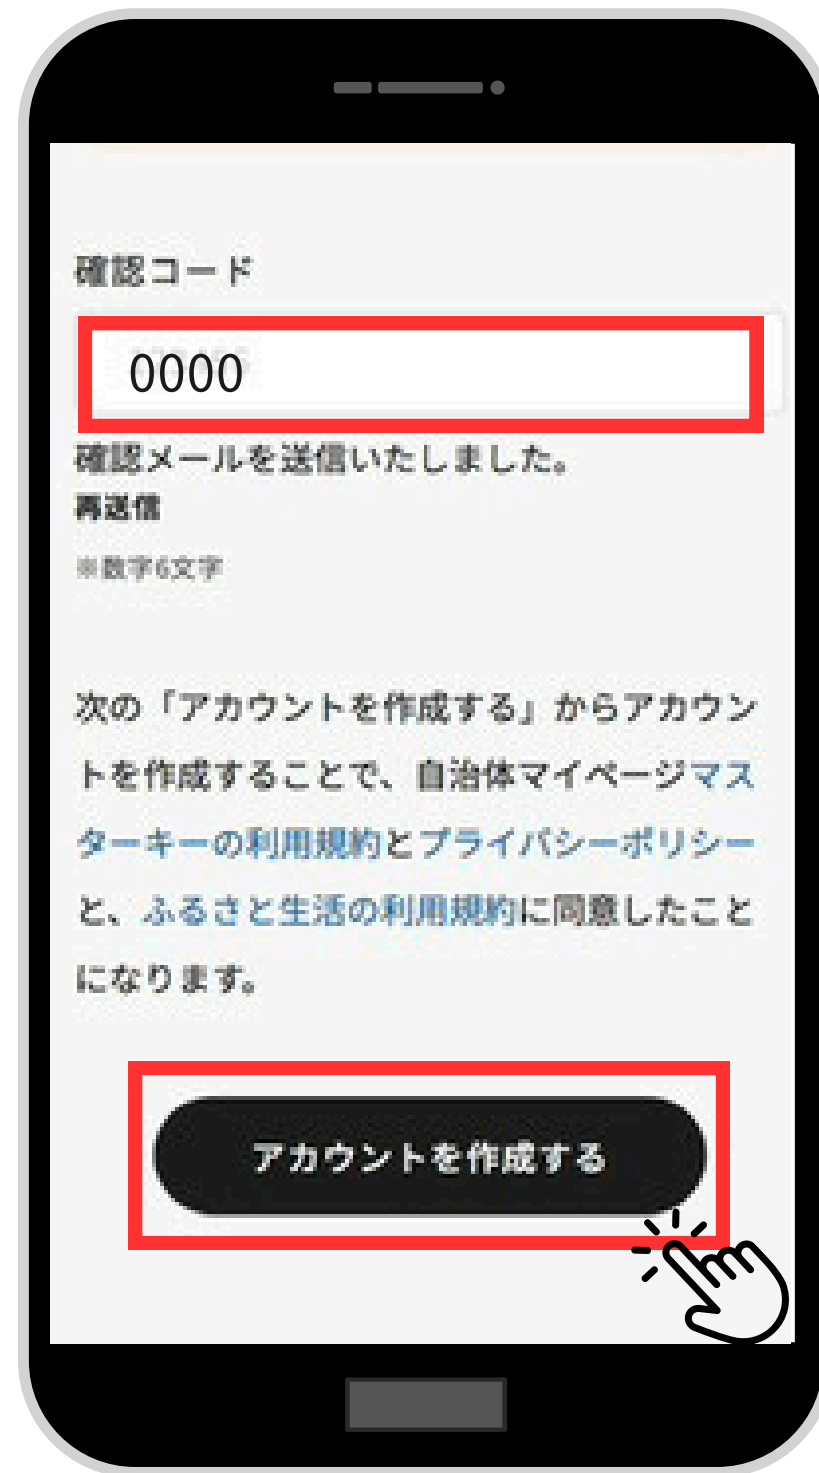 確認コード
0000
確認メールを送信いたしました。
再送信
※数字6文字
次の「アカウントを作成する」からアカウン
トを作成することで、自治体マイページマス
ターキーの利用規約とプライバシーポリシー
と、ふるさと生活の利用規約に同意したこと
になります。
アカウントを作成する